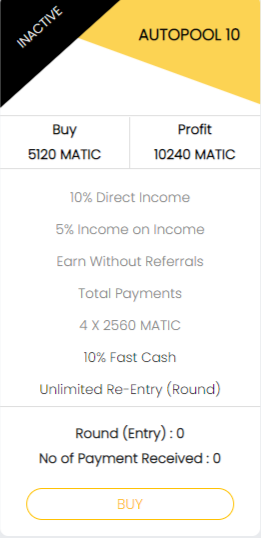 INACTIVE
AUTOPOOL 10
Buy
5120 MATIC
Profit
10240 MATIC
10% Direct Income
5% Income on Income
Earn Without Referrals
Total Payments
4 X 2560 MATIC
10% Fast Cash
Unlimited Re-Entry (Round)
Round (Entry) : 0
No of Payment Received : 0
BUY